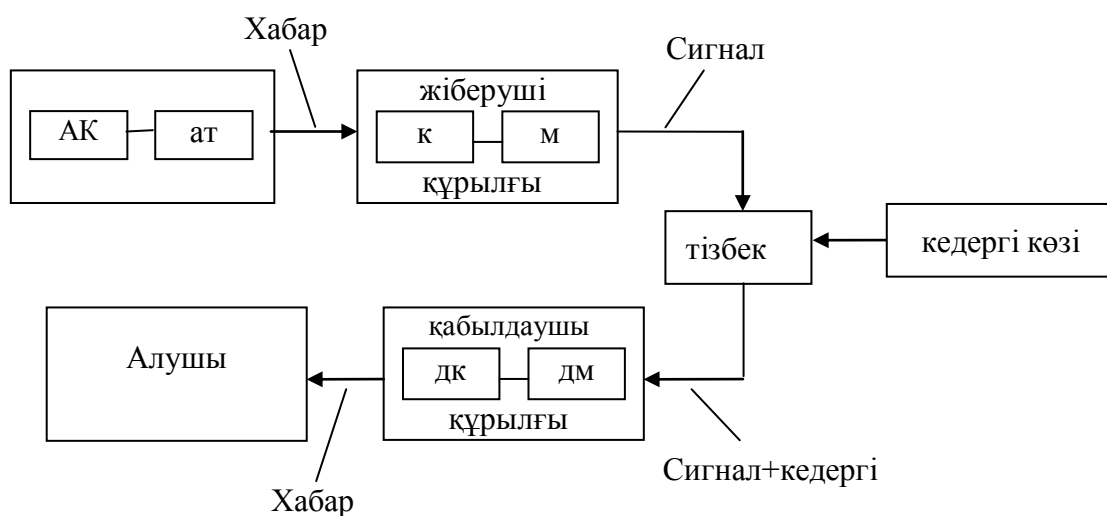 Хабар
Сигнал
АК
ат
жіберуші
к
м
құрылғы
тізбек
кедергі көзі
Алушы
қабылдаушы
дк
дм
құрылғы
Хабар
Сигнал+кедергі